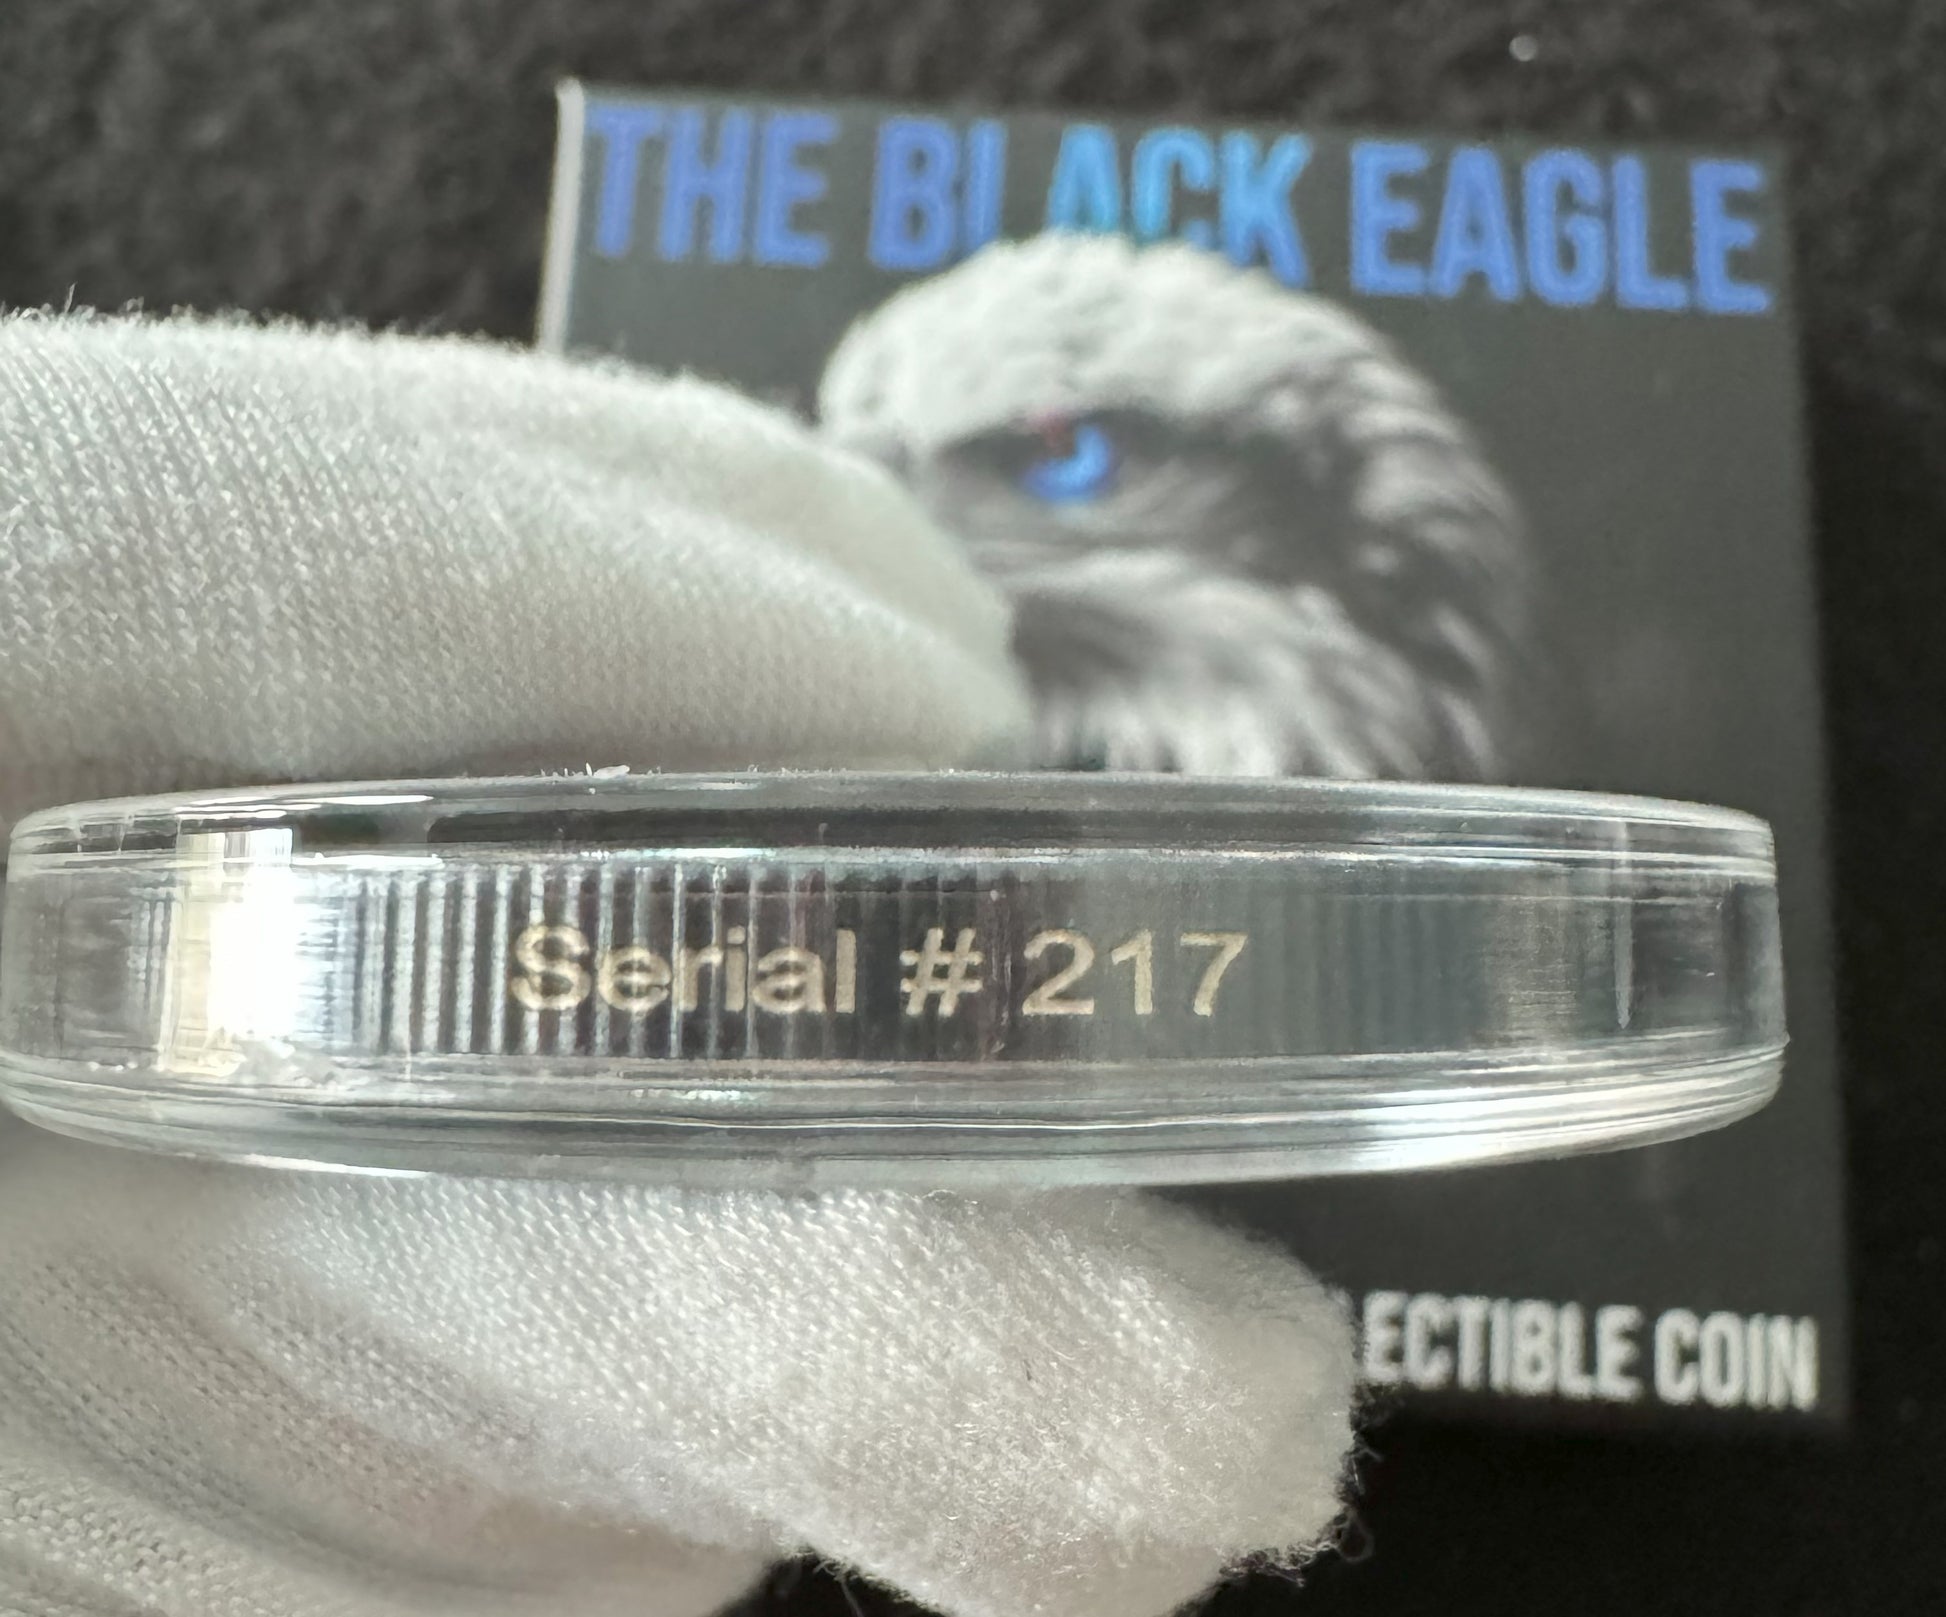 THE BLACK EAGLE
Serial # 217
ECTIBLE COIN